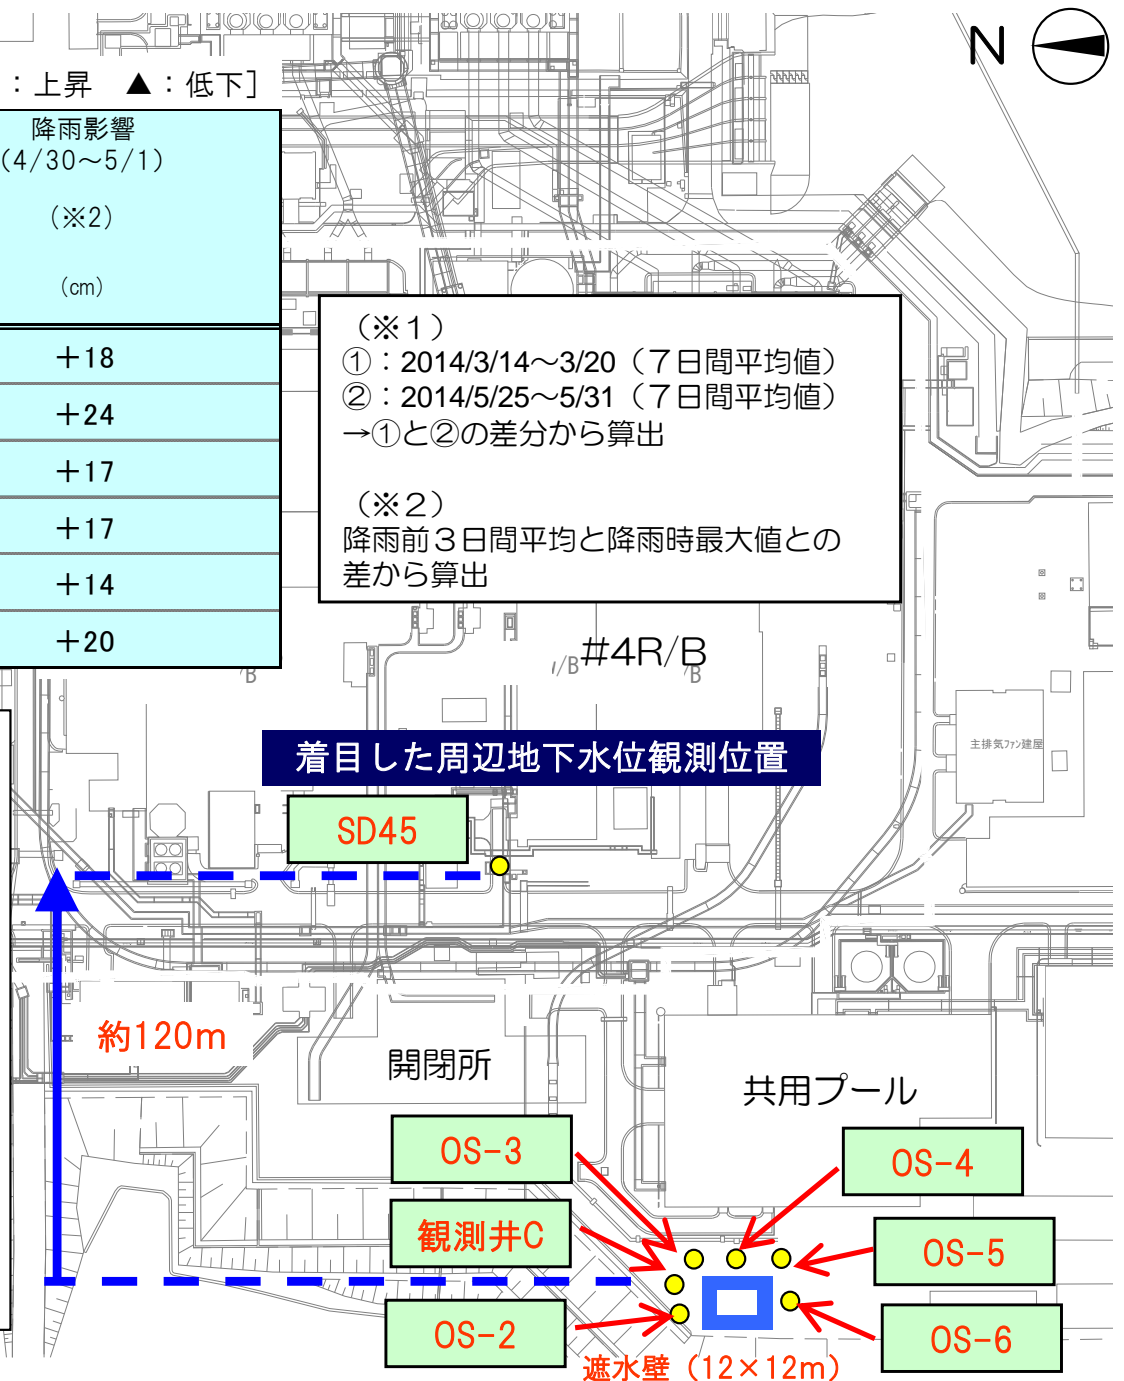 N
：上昇　▲：低下]
降雨影響
(4/30～5/1)
(※2)
(cm)
+18
+24
+17
+17
+14
+20
（※１）
①：2014/3/14～3/20（７日間平均値）
②：2014/5/25～5/31（７日間平均値）
→①と②の差分から算出
（※２）
降雨前３日間平均と降雨時最大値との
差から算出
#4R/B
/B
/B
主排気ファン建屋
着目した周辺地下水位観測位置
SD45
約120m
開閉所
共用プール
OS-3
OS-4
観測井C
OS-5
OS-2
OS-6
遮水壁（12×12m）